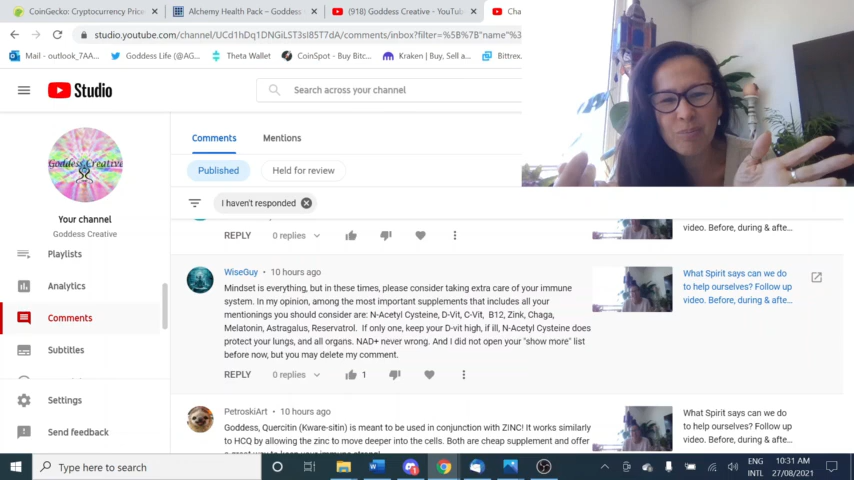 CoinGecko: Cryptocurrency Price
Alchemy Health Pack – Goddess
(918) Goddess Creative - YouTube
Cha
studio.youtube.com/channel/UCd1hDq1DNGiLST3sI85T7dA/comments/inbox?filter=%5B%7B"name"%3
Mail - outlook_7AA...
Goddess Life (@AG...
Theta Wallet
CoinSpot - Buy Bitc...
Kraken | Buy, Sell a...
Bittrex
Studio
Search across your channel
Goddess Creative
Your channel
Goddess Creative
Playlists
Analytics
Comments
Subtitles
Settings
Send feedback
Comments
Mentions
Published
Held for review
I haven't responded
REPLY
0 replies
video. Before, during & afte...
WiseGuy • 10 hours ago
Mindset is everything, but in these times, please consider taking extra care of your immune
system. In my opinion, among the most important supplements that includes all your
mentionings you should consider are: N-Acetyl Cysteine, D-Vit, C-Vit, B12, Zink, Chaga,
Melatonin, Astragalus, Reservatrol. If only one, keep your D-vit high, if ill, N-Acetyl Cysteine does
protect your lungs, and all organs. NAD+ never wrong. And I did not open your "show more" list
before now, but you may delete my comment.
What Spirit says can we do
to help ourselves? Follow up
video. Before, during & afte...
REPLY
0 replies
1
PetroskiArt • 10 hours ago
Goddess, Quercitin (Kware-sitin) is meant to be used in conjunction with ZINC! It works similarly
to HCQ by allowing the zinc to move deeper into the cells. Both are cheap supplement and offer
What Spirit says can we do
to help ourselves? Follow up
video. Before, during & afte...
Type here to search
ENG
INTL
10:31 AM
27/08/2021